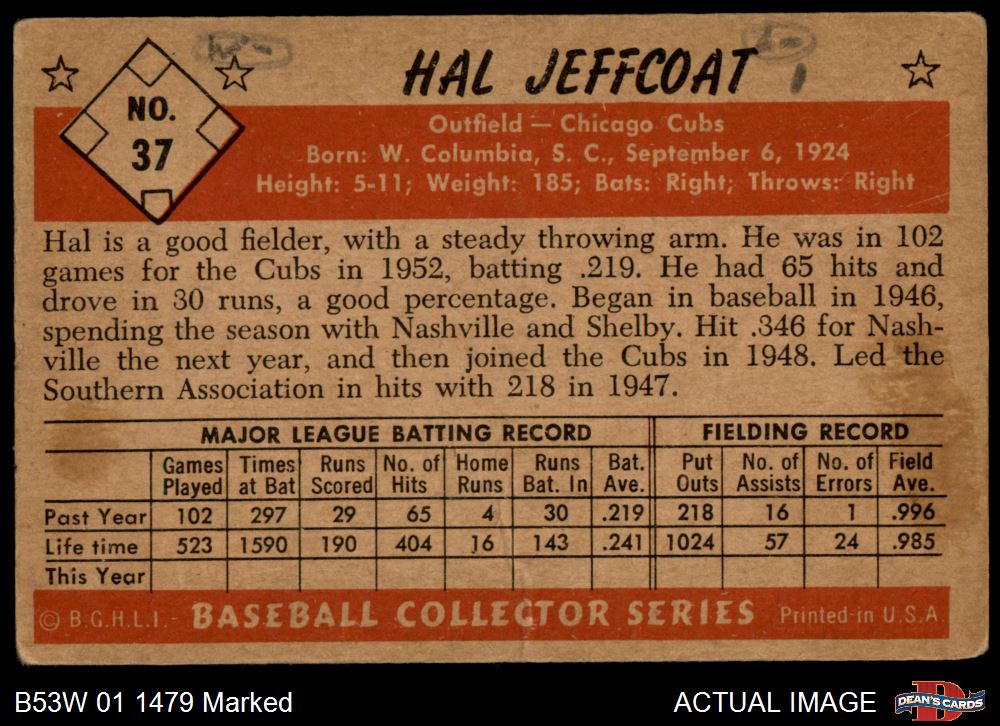 NO.
37
HAL JEFFCOAT
Outfield — Chicago Cubs
Born: W. Columbia, S. C., September 6, 1924
Height: 5-11; Weight: 185; Bats: Right; Throws: Right
Hal is a good fielder, with a steady throwing arm. He was in 102
games for the Cubs in 1952, batting .219. He had 65 hits and
drove in 30 runs, a good percentage. Began in baseball in 1946,
spending the season with Nashville and Shelby. Hit .346 for Nash-
ville the next year, and then joined the Cubs in 1948. Led the
Southern Association in hits with 218 in 1947.
MAJOR LEAGUE BATTING RECORD FIELDING RECORD
Games Times Runs No. of Home Runs Bat. Put No. of No. of Field
Played at Bat Scored Hits Runs Bat. In Ave. Outs Assists Errors Ave.
Past Year 102 297 29 65 4 30 .219 218 16 1 .996
Life time 523 1590 190 404 16 143 .241 1024 57 24 .985
This Year
© B.G.H.L.I.- BASEBALL COLLECTOR SERIES Printed-in U.S.A.
B53W 01 1479 Marked ACTUAL IMAGE D DEAN'S CARDS